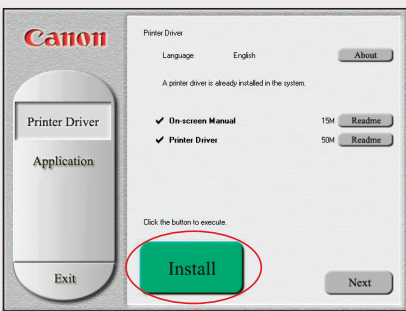 Canon
Printer Driver
Application
Exit
Printer Driver
Language English About
A printer driver is already installed in the system.
✔ On-screen Manual 15M Readme
✔ Printer Driver 50M Readme
Click the button to execute.
Install
Next